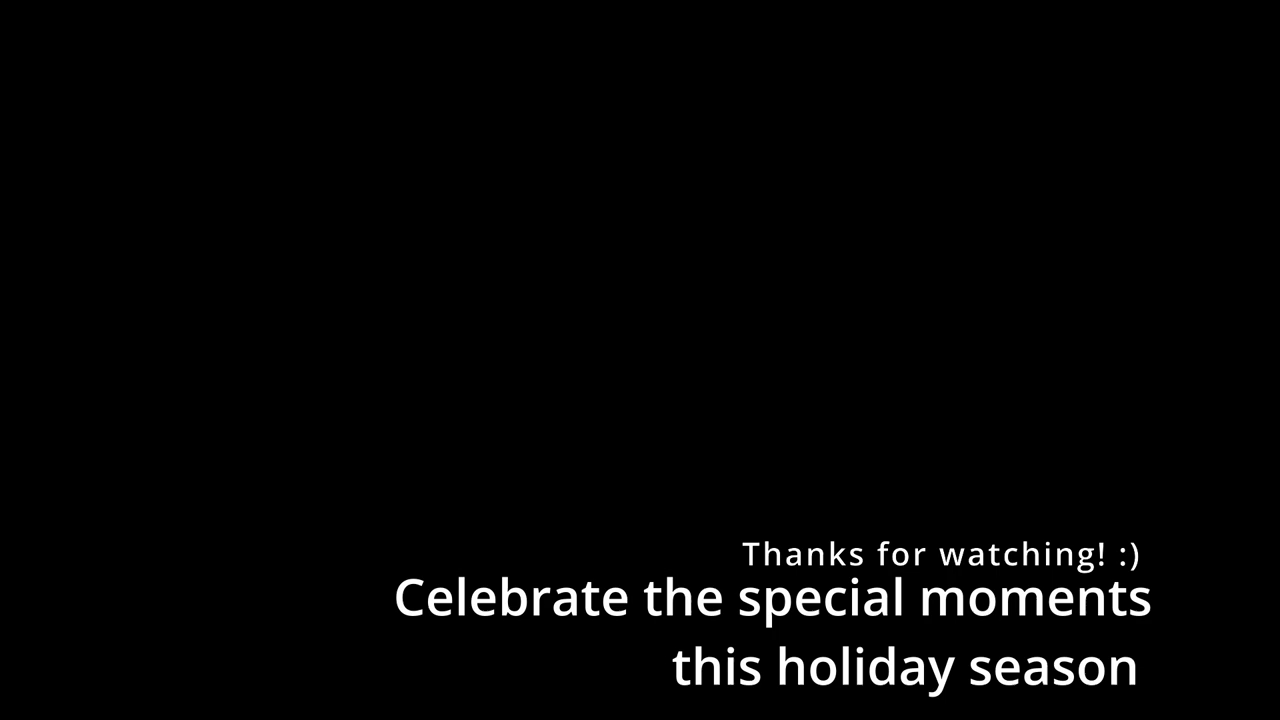 Thanks for watching! :)
Celebrate the special moments
this holiday season